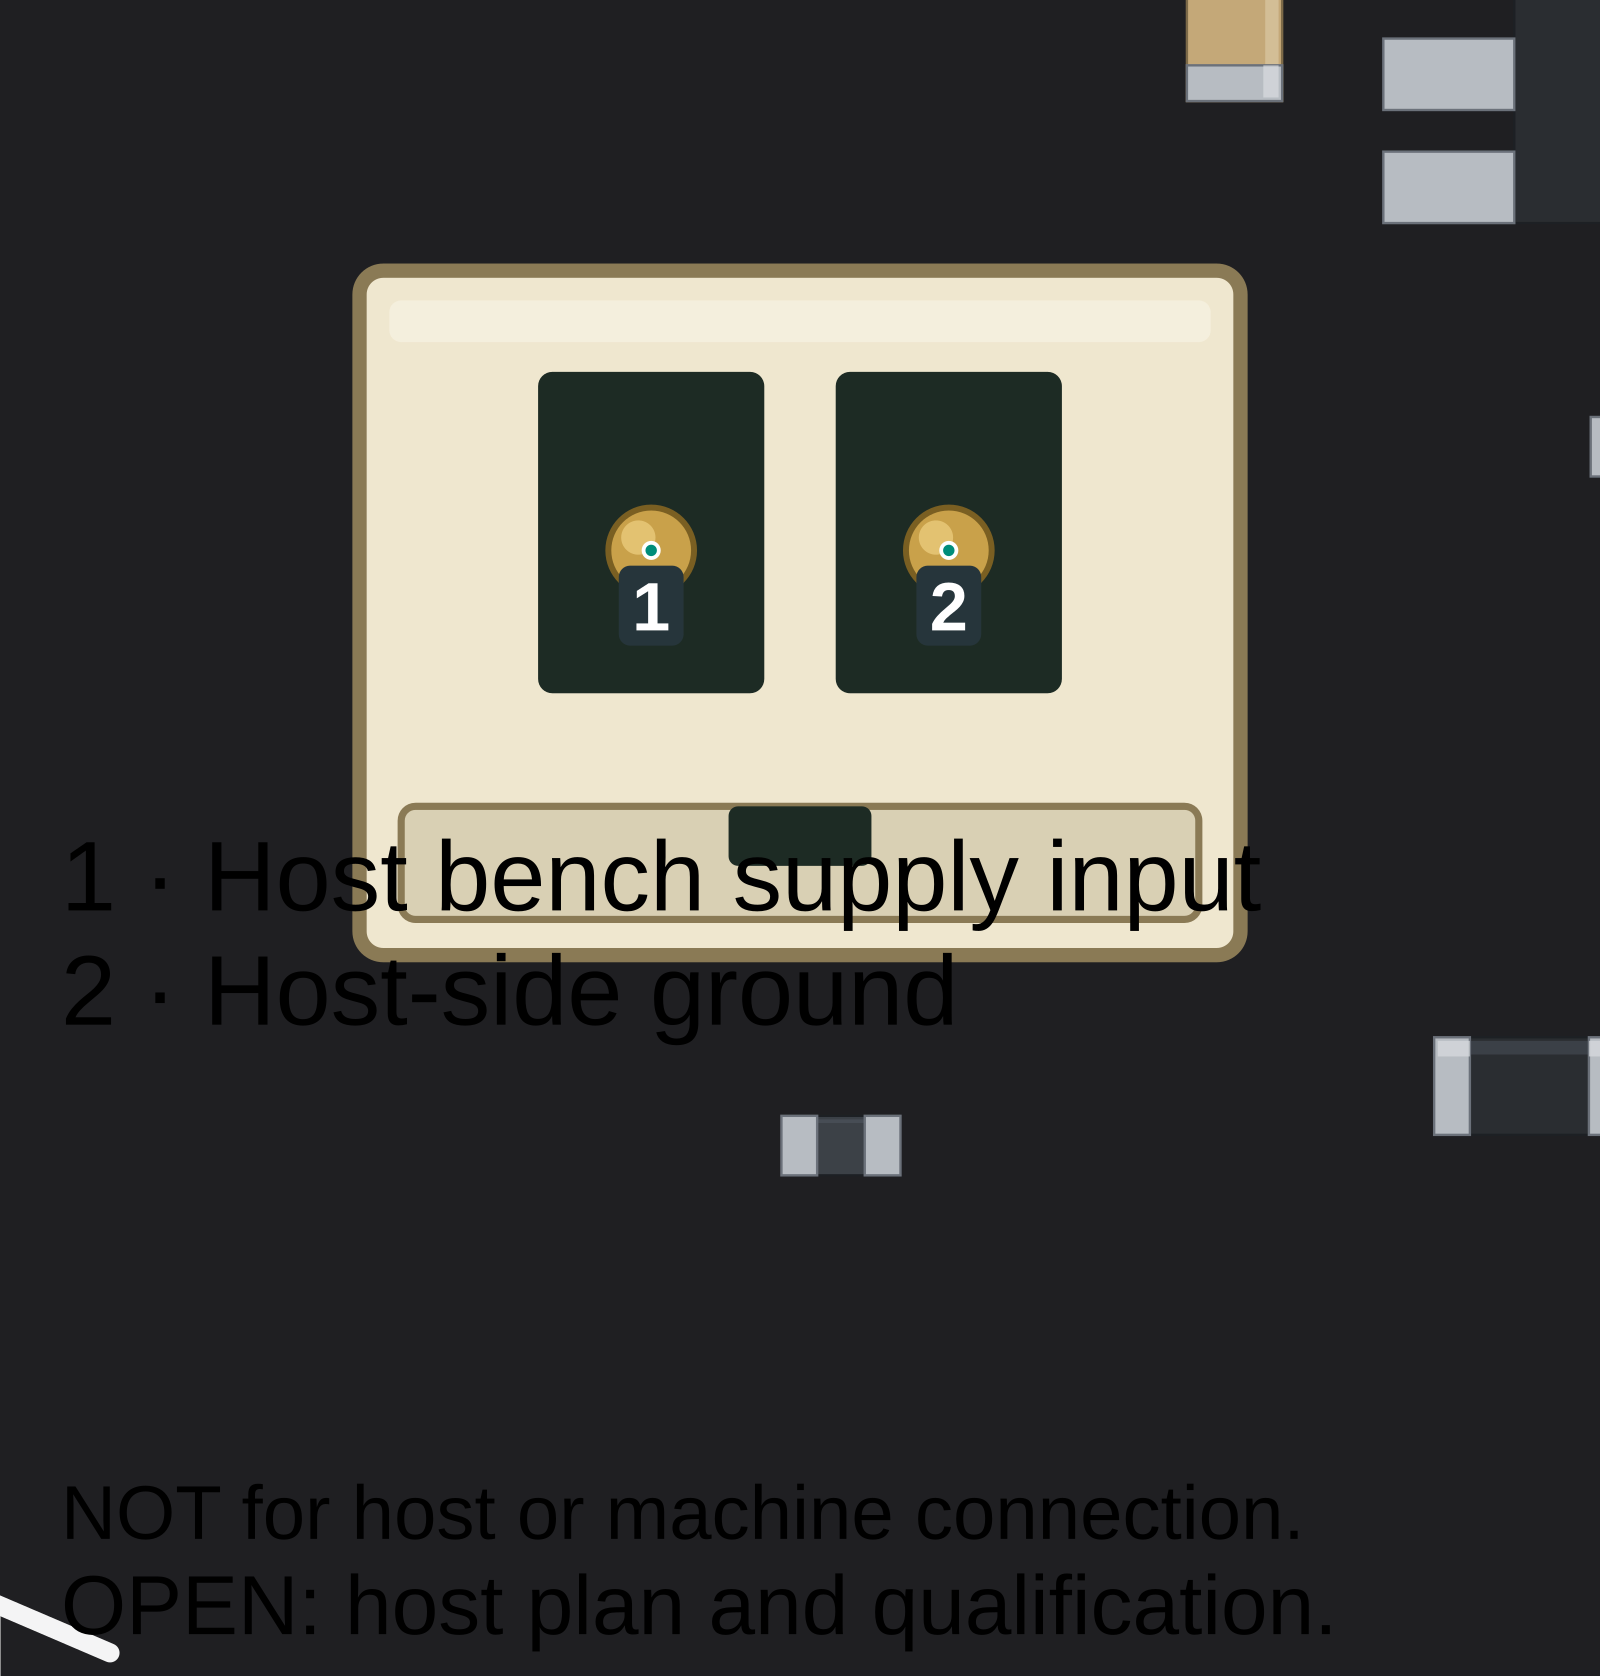 1 2
1 · Host bench supply input
2 · Host-side ground
NOT for host or machine connection.
OPEN: host plan and qualification.